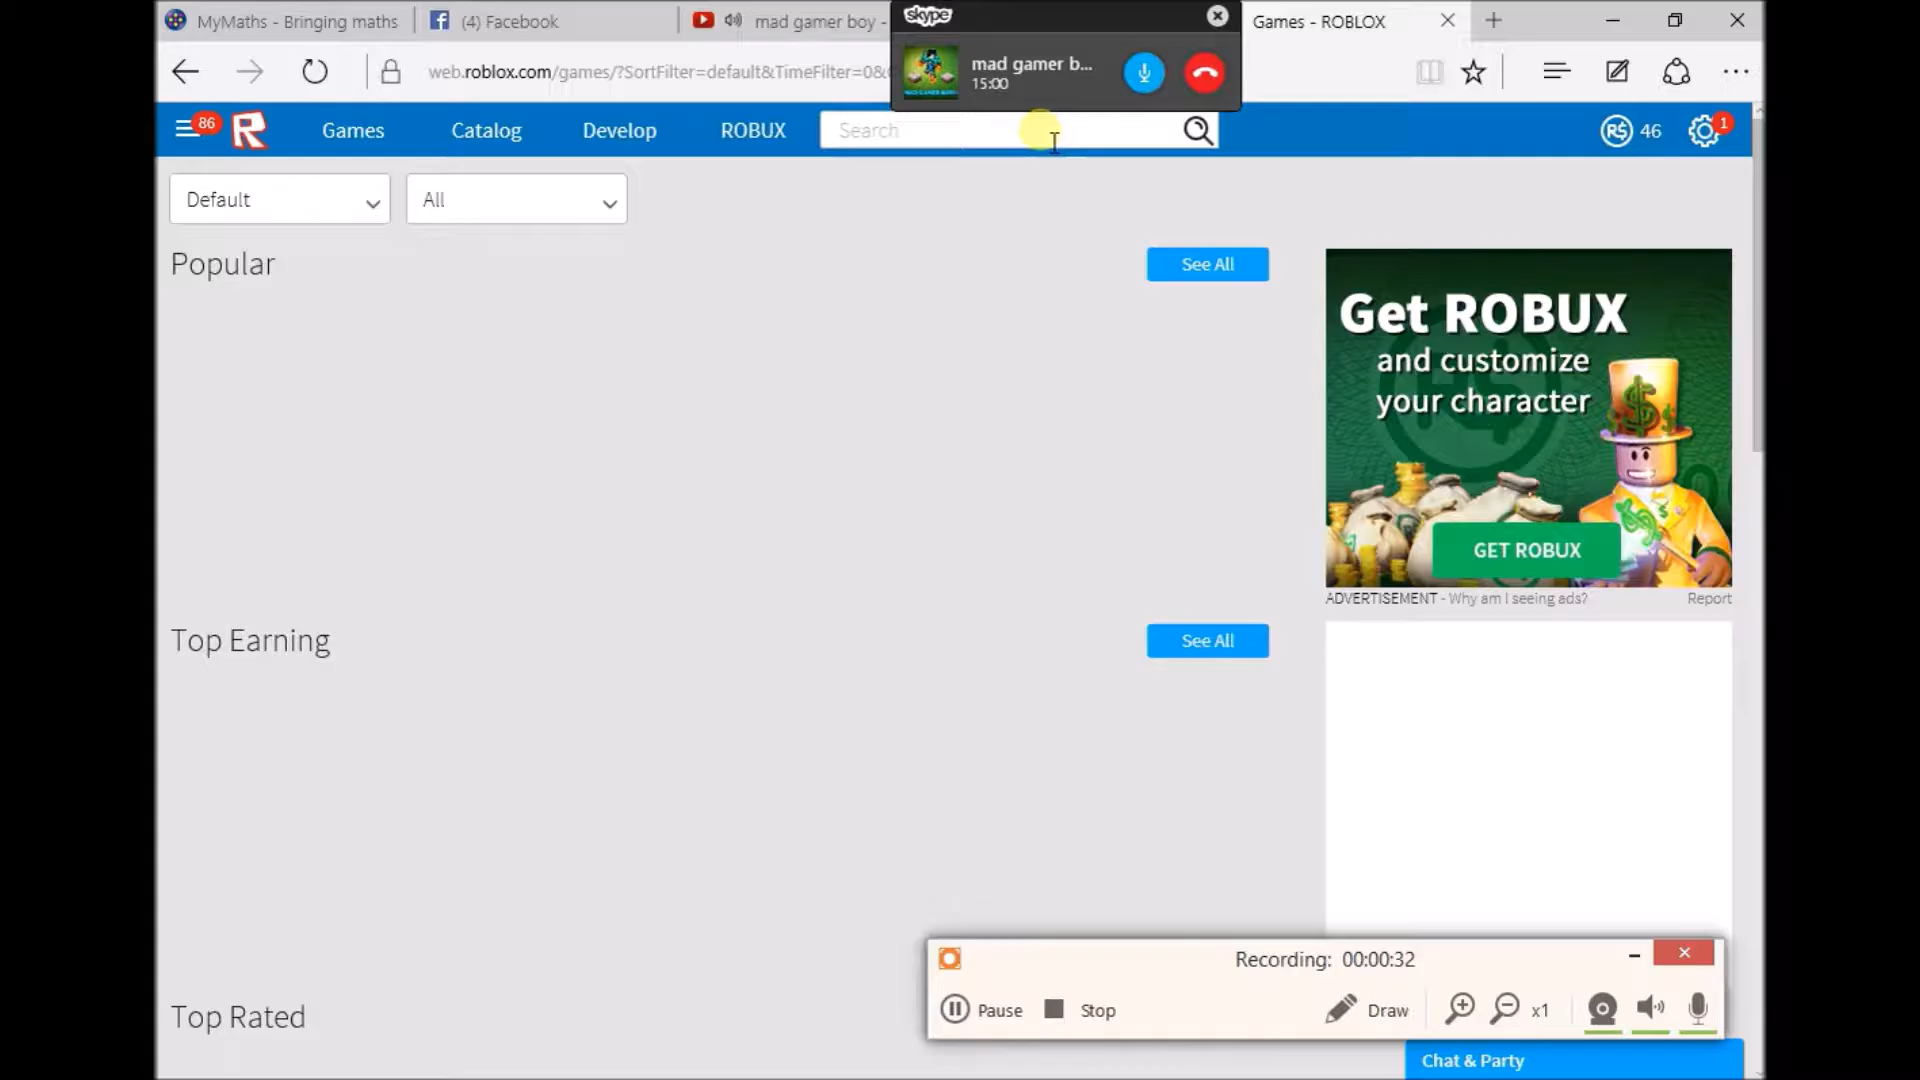 MyMaths - Bringing maths
(4) Facebook
mad gamer boy -
skype
Games - ROBLOX
mad gamer b...
15:00
web.roblox.com/games/?SortFilter=default&TimeFilter=0&
86
Games
Catalog
Develop
ROBUX
Search
R$ 46
1
Default
All
Popular
See All
Get ROBUX
and customize
your character
GET ROBUX
ADVERTISEMENT - Why am I seeing ads?
Report
Top Earning
See All
Recording: 00:00:32
Pause
Stop
Draw
x1
Top Rated
Chat & Party